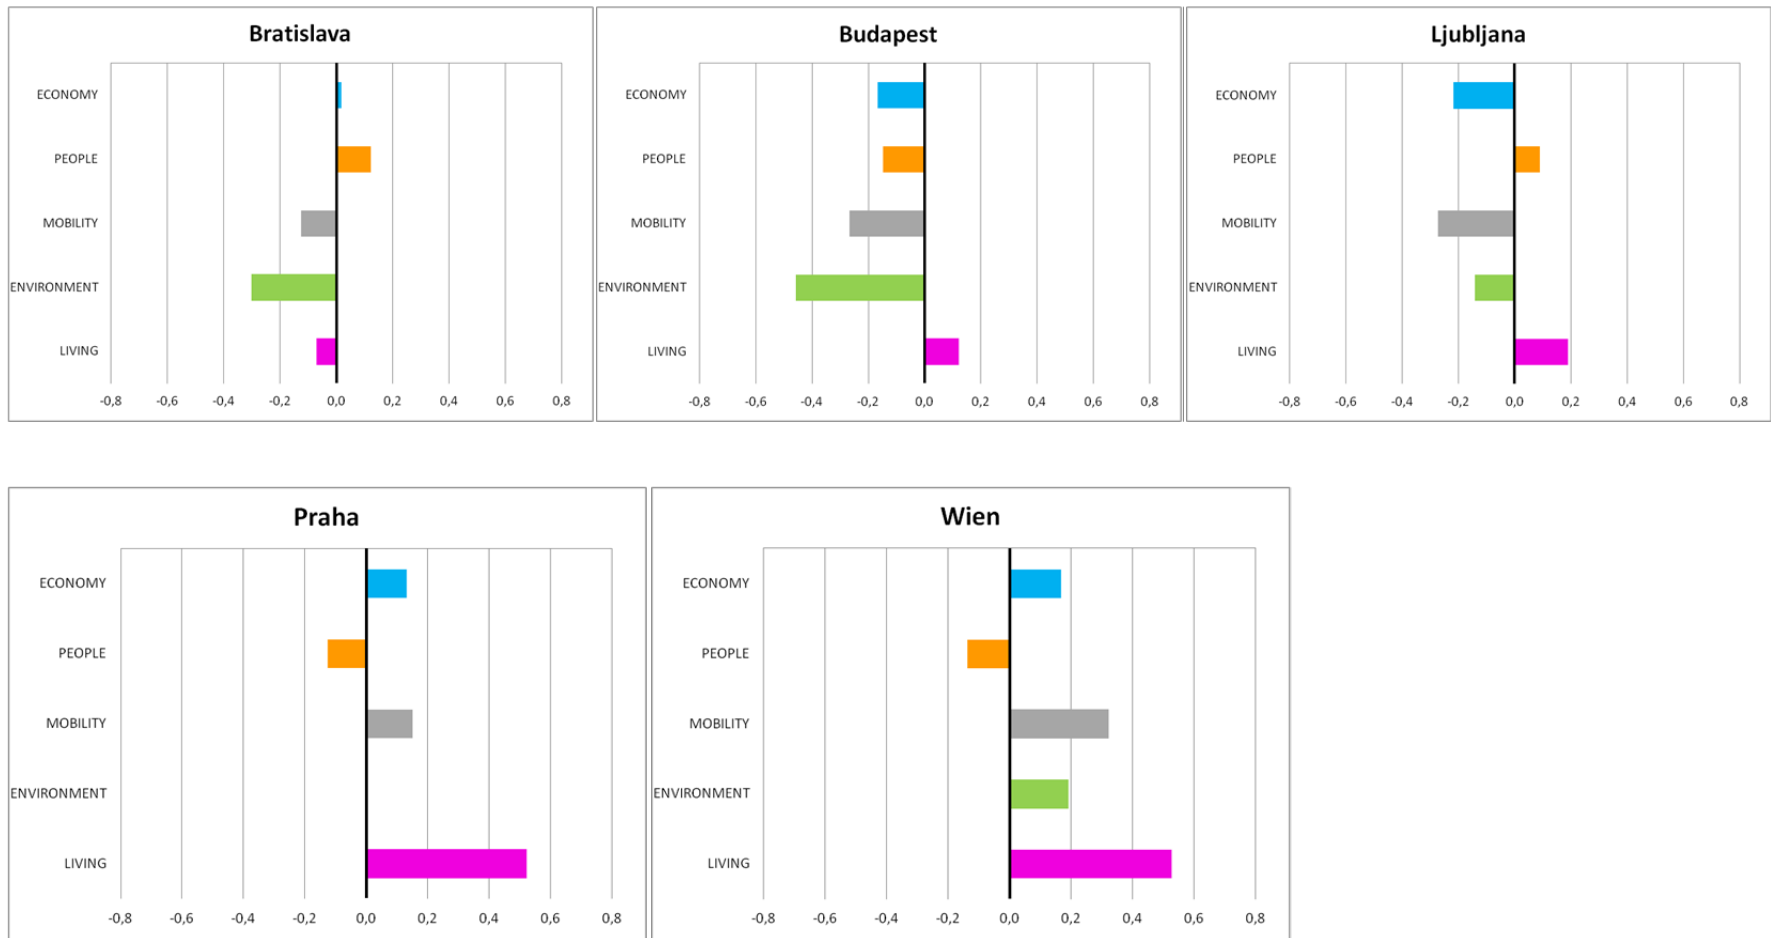 Bratislava
ECONOMY
PEOPLE
MOBILITY
ENVIRONMENT
LIVING
-0,8 -0,6 -0,4 -0,2 0,0 0,2 0,4 0,6 0,8
Budapest
ECONOMY
PEOPLE
MOBILITY
ENVIRONMENT
LIVING
-0,8 -0,6 -0,4 -0,2 0,0 0,2 0,4 0,6 0,8
Ljubljana
ECONOMY
PEOPLE
MOBILITY
ENVIRONMENT
LIVING
-0,8 -0,6 -0,4 -0,2 0,0 0,2 0,4 0,6 0,8
Praha
ECONOMY
PEOPLE
MOBILITY
ENVIRONMENT
LIVING
-0,8 -0,6 -0,4 -0,2 0,0 0,2 0,4 0,6 0,8
Wien
ECONOMY
PEOPLE
MOBILITY
ENVIRONMENT
LIVING
-0,8 -0,6 -0,4 -0,2 0,0 0,2 0,4 0,6 0,8